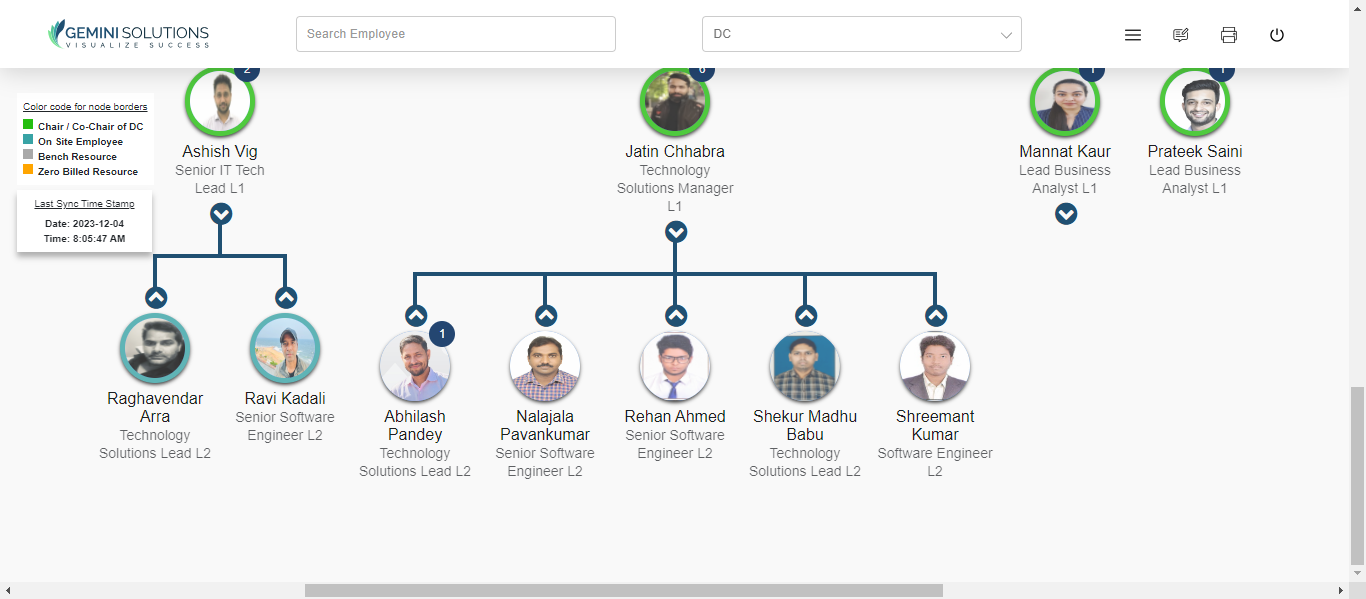 GEMINI SOLUTIONS
VISUALIZE SUCCESS
Search Employee
DC
Color code for node borders
Chair / Co-Chair of DC
On Site Employee
Bench Resource
Zero Billed Resource
Last Sync Time Stamp
Date: 2023-12-04
Time: 8:05:47 AM
2
Ashish Vig
Senior IT Tech
Lead L1
Jatin Chhabra
Technology
Solutions Manager
L1
1
Mannat Kaur
Lead Business
Analyst L1
1
Prateek Saini
Lead Business
Analyst L1
Raghavendar
Arra
Technology
Solutions Lead L2
Ravi Kadali
Senior Software
Engineer L2
1
Abhilash
Pandey
Technology
Solutions Lead L2
Nalajala
Pavankumar
Senior Software
Engineer L2
Rehan Ahmed
Senior Software
Engineer L2
Shekur Madhu
Babu
Technology
Solutions Lead L2
Shreemant
Kumar
Software Engineer
L2